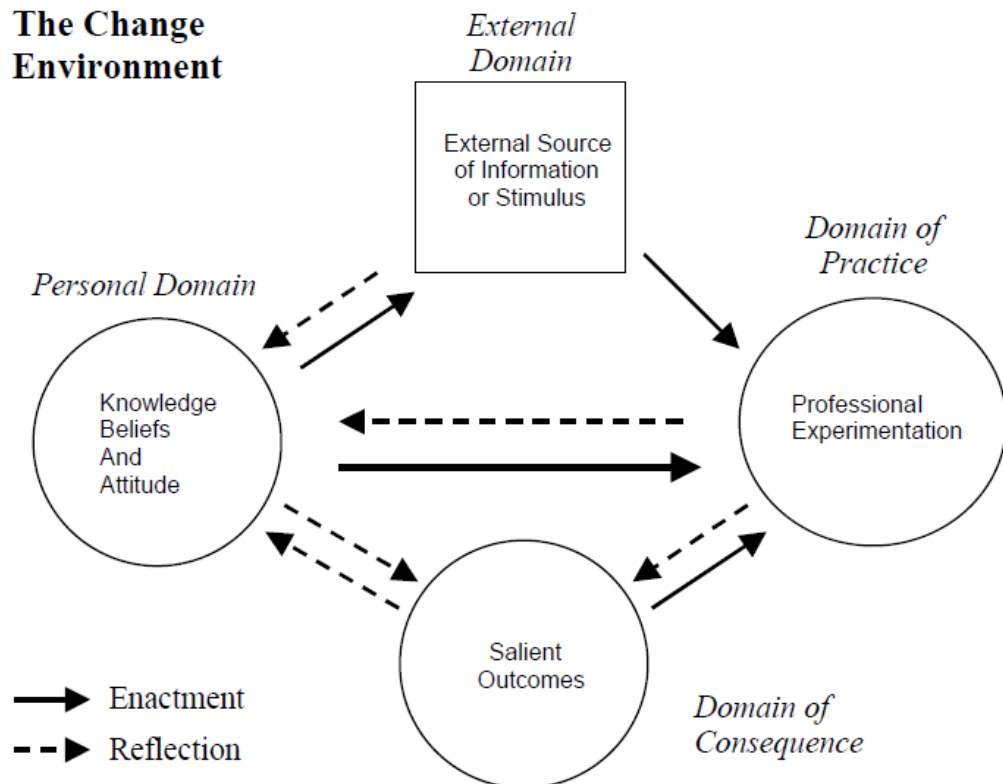 The Change
Environment
External
Domain
External Source
of Information
or Stimulus
Domain of
Practice
Personal Domain
Knowledge
Beliefs
And
Attitude
Professional
Experimentation
Salient
Outcomes
Domain of
Consequence
Enactment
Reflection